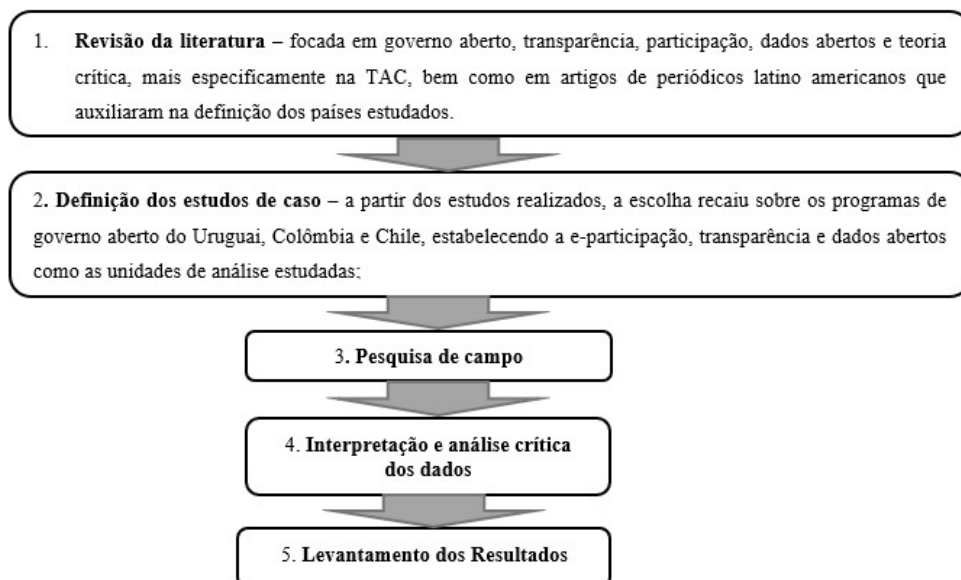 1. Revisão da literatura – focada em governo aberto, transparência, participação, dados abertos e teoria
crítica, mais especificamente na TAC, bem como em artigos de periódicos latino americanos que
auxiliaram na definição dos países estudados.
2. Definição dos estudos de caso – a partir dos estudos realizados, a escolha recaiu sobre os programas de
governo aberto do Uruguai, Colômbia e Chile, estabelecendo a e-participação, transparência e dados abertos
como as unidades de análise estudadas;
3. Pesquisa de campo
4. Interpretação e análise crítica
dos dados
5. Levantamento dos Resultados